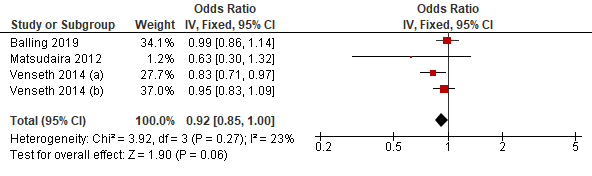 Odds Ratio Odds Ratio
Study or Subgroup Weight IV, Fixed, 95% CI IV, Fixed, 95% CI
Balling 2019 34.1% 0.99 [0.86, 1.14]
Matsudaira 2012 1.2% 0.63 [0.30, 1.32]
Venseth 2014 (a) 27.7% 0.83 [0.71, 0.97]
Venseth 2014 (b) 37.0% 0.95 [0.83, 1.09]
Total (95% CI) 100.0% 0.92 [0.85, 1.00]
Heterogeneity: Chi² = 3.92, df = 3 (P = 0.27); I² = 23%
Test for overall effect: Z = 1.90 (P = 0.06)
0.2 0.5 1 2 5